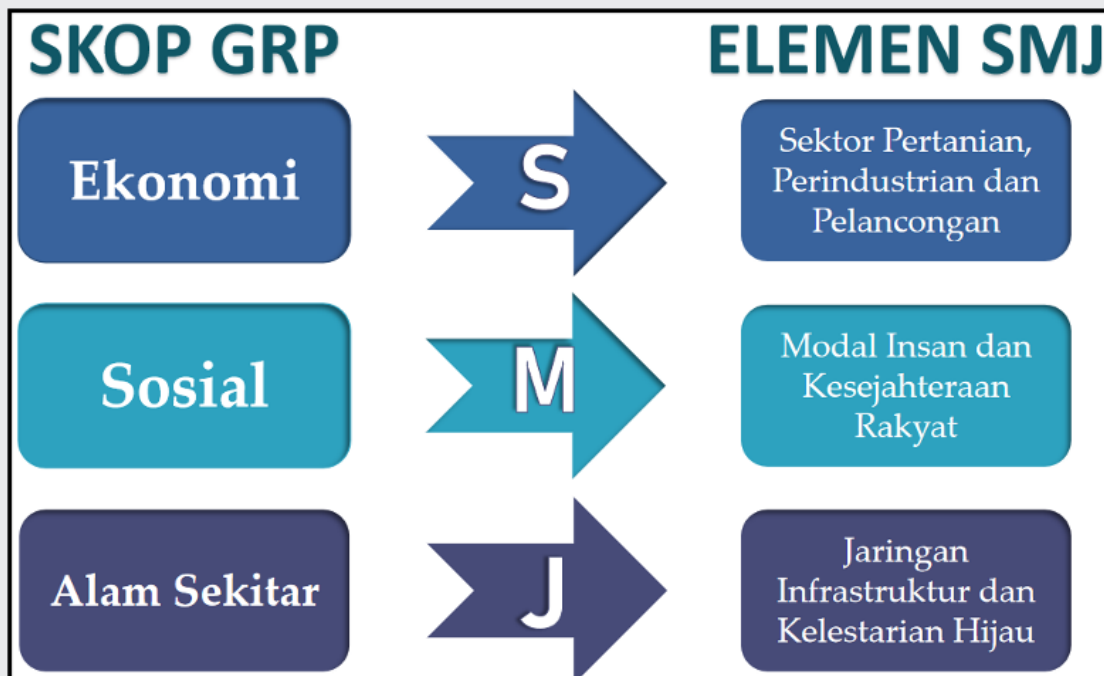 SKOP GRP
ELEMEN SMJ
Ekonomi
S
Sektor Pertanian,
Perindustrian dan
Pelancongan
Sosial
M
Modal Insan dan
Kesejahteraan
Rakyat
Alam Sekitar
J
Jaringan
Infrastruktur dan
Kelestarian Hijau